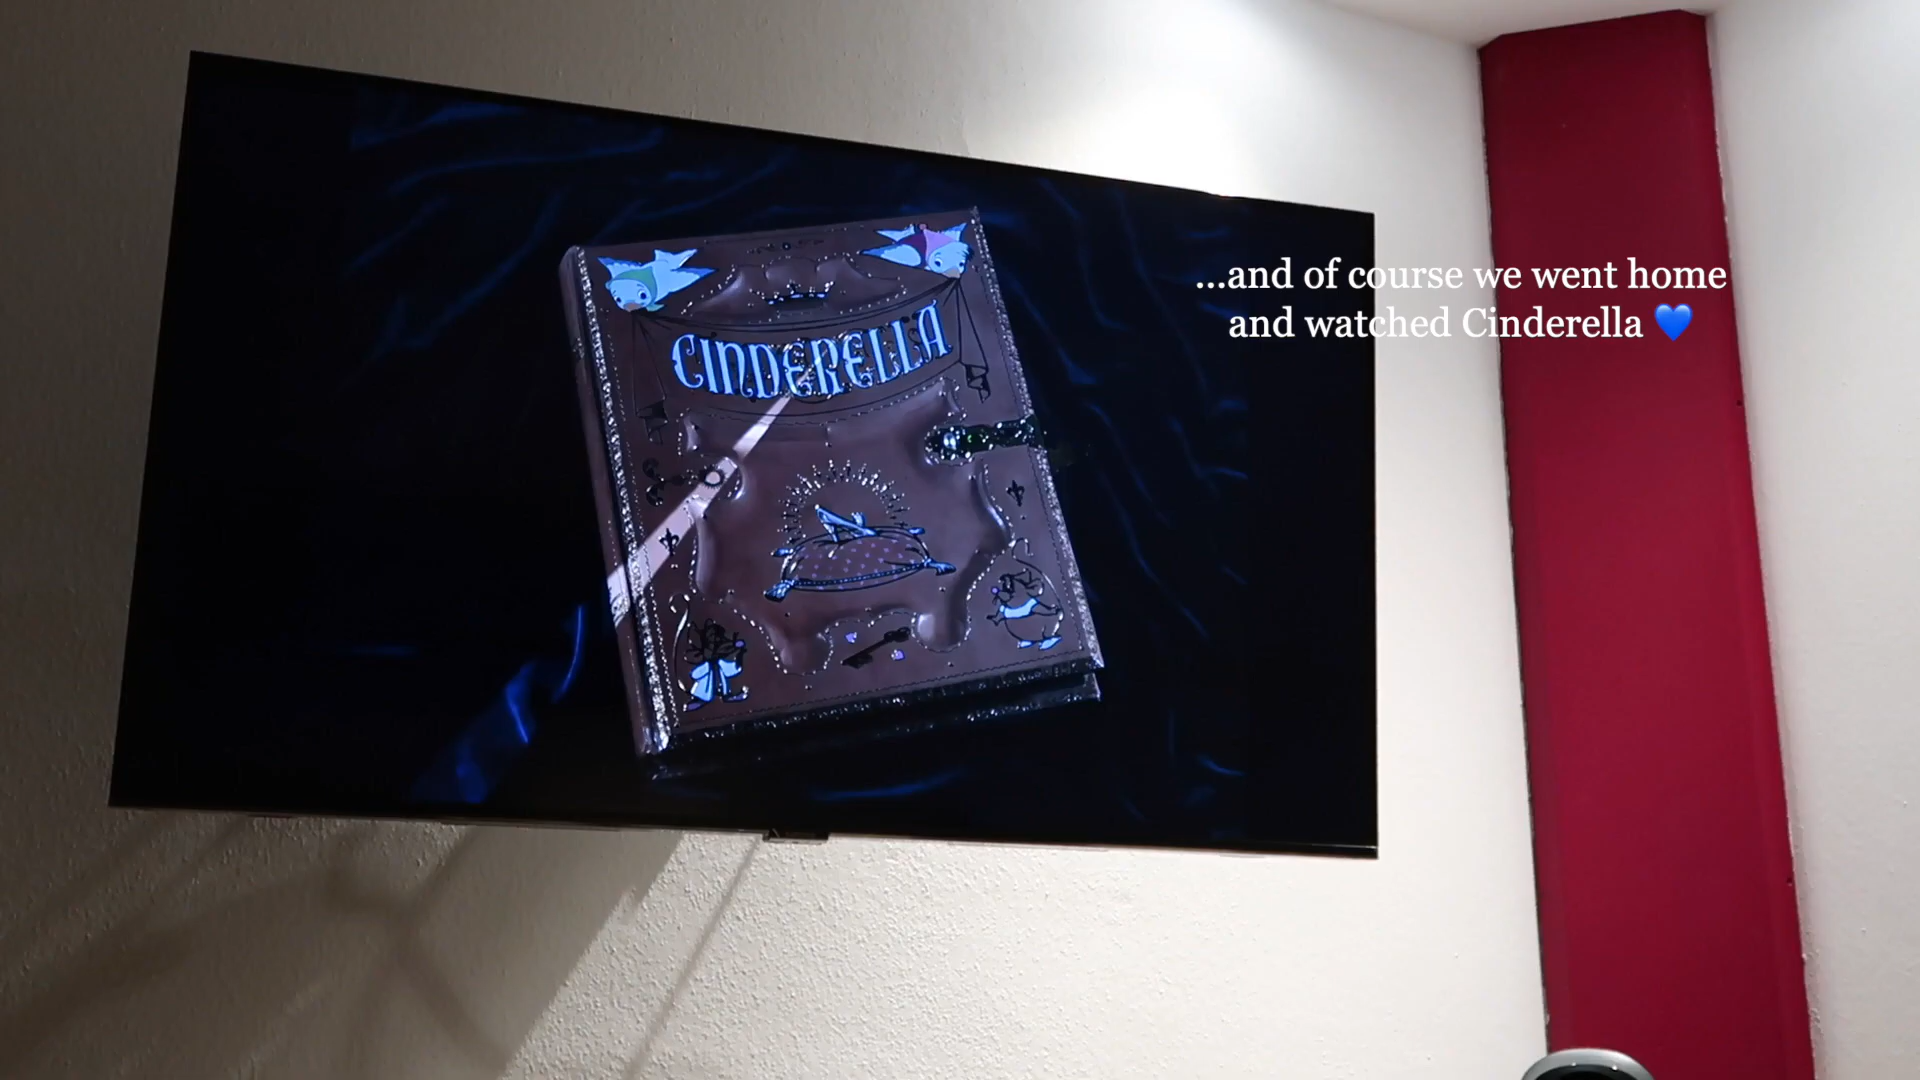 CINDERELLA
...and of course we went home
and watched Cinderella 💙